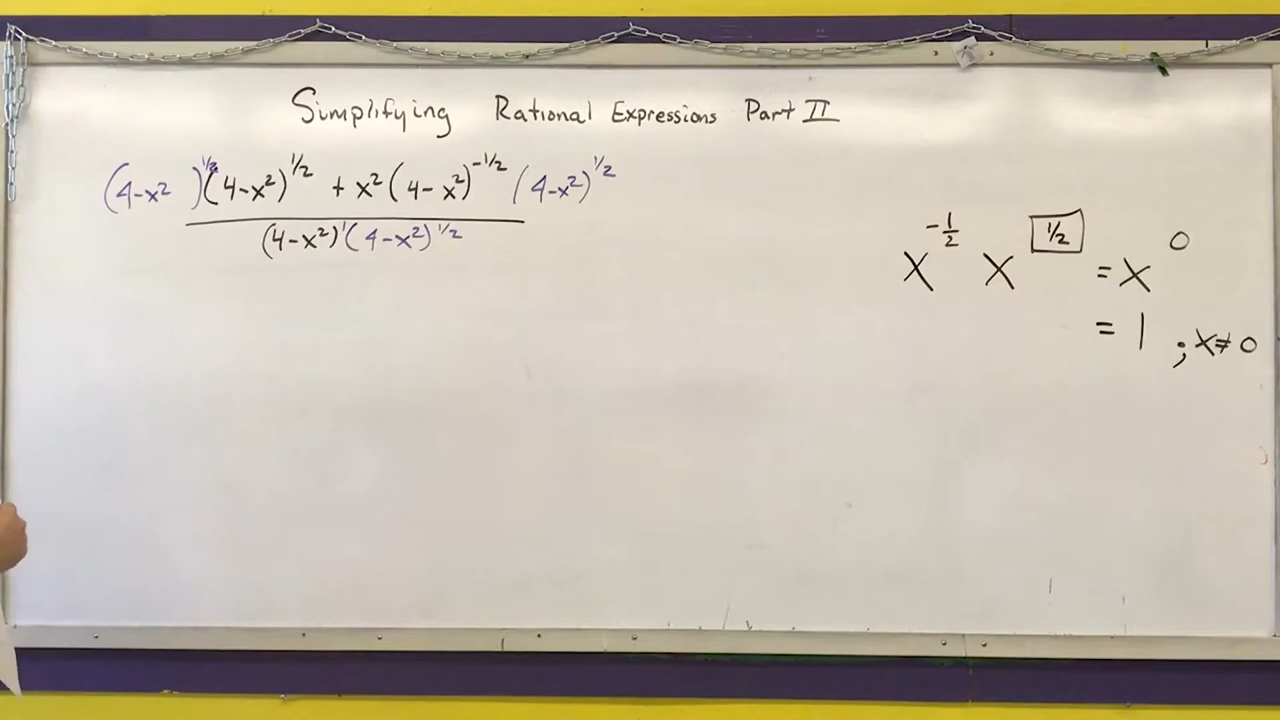 Simplifying Rational Expressions Part II
(4-x²)^(1/2)(4-x²)^(1/2) + x²(4-x²)^(-1/2)(4-x²)^(1/2)
(4-x²)^1(4-x²)^(1/2)
x^(-1/2) x^(1/2) = x^0
= 1 ; x≠0